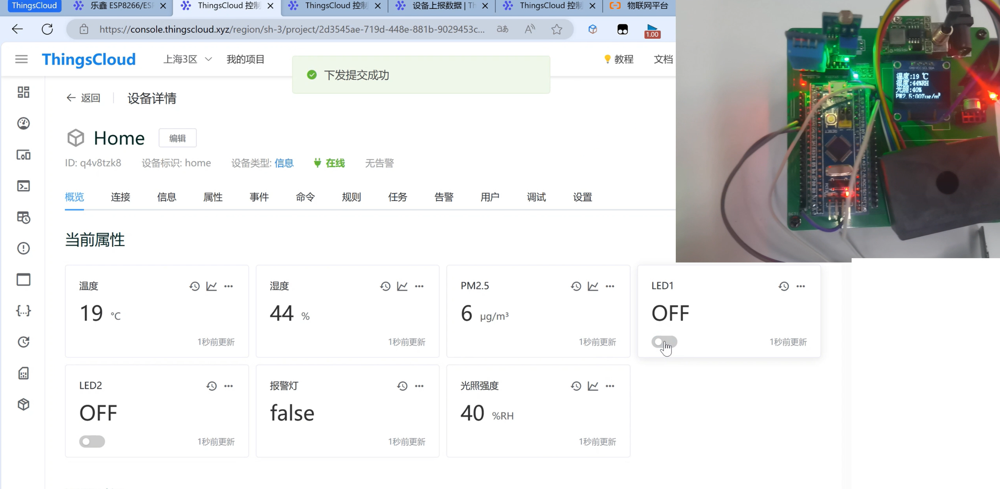 ThingsCloud
乐鑫 ESP8266/ESP
ThingsCloud 控制
ThingsCloud 控制
设备上报数据 | Th
ThingsCloud 控制
物联网平台
https://console.thingscloud.xyz/region/sh-3/project/2d3545ae-719d-448e-881b-9029453c...
1.00
ThingsCloud
上海3区
我的项目
下发提交成功
教程
文档
返回
设备详情
Home
编辑
ID: q4v8tzk8
设备标识: home
设备类型: 信息
在线
无告警
概览
连接
信息
属性
事件
命令
规则
任务
告警
用户
调试
设置
当前属性
温度
19 °C
1秒前更新
湿度
44 %
1秒前更新
PM2.5
6 µg/m³
1秒前更新
LED1
OFF
1秒前更新
LED2
OFF
1秒前更新
报警灯
false
1秒前更新
光照强度
40 %RH
1秒前更新
GND VCC SCL SDA
温度:19 ℃
湿度:44%RH
光照:40%
PM2.5:007ug/m³
RESET